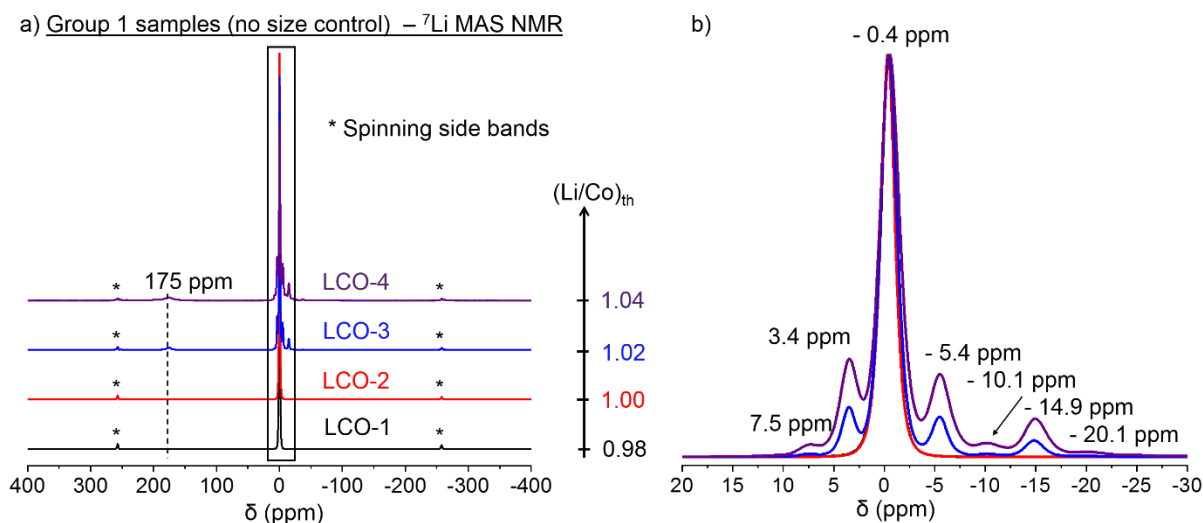 a) Group 1 samples (no size control) – ⁷Li MAS NMR
* Spinning side bands
(Li/Co)th
175 ppm
LCO-4
* *
1.04
LCO-3
* *
1.02
LCO-2
* *
1.00
LCO-1
* *
0.98
400 300 200 100 0 -100 -200 -300 -400
δ (ppm)
b)
- 0.4 ppm
3.4 ppm
- 5.4 ppm
- 10.1 ppm
7.5 ppm
- 14.9 ppm
- 20.1 ppm
20 15 10 5 0 -5 -10 -15 -20 -25 -30
δ (ppm)